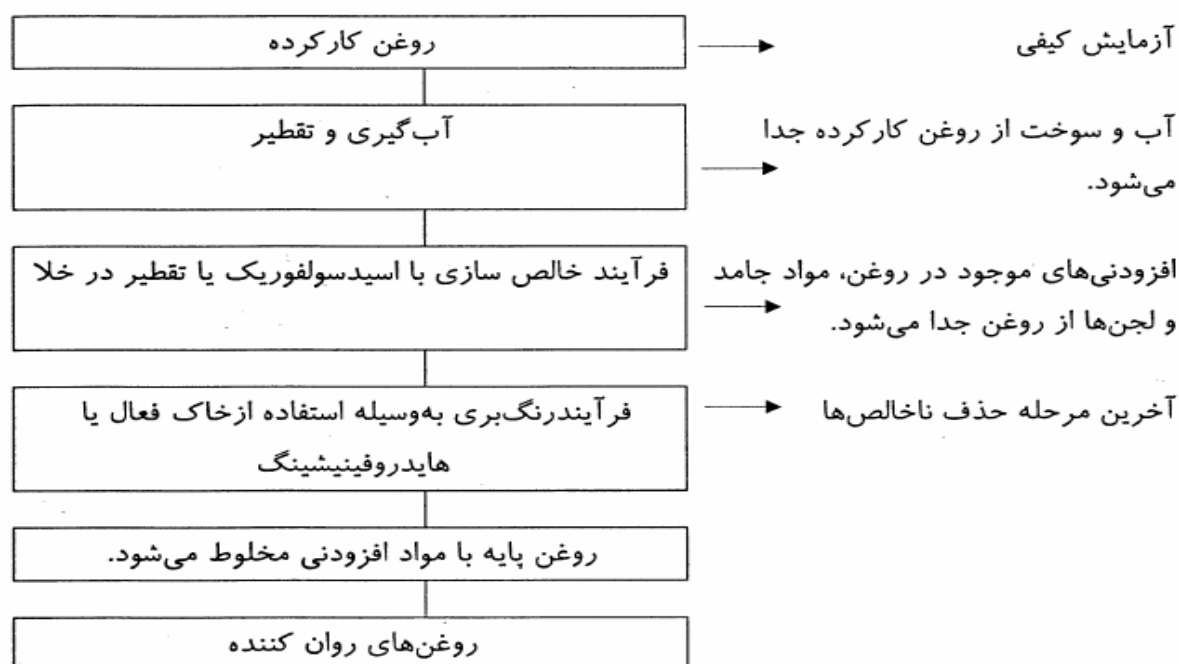 روغن کارکرده
آزمایش کیفی
آب‌گیری و تقطیر
آب و سوخت از روغن کارکرده جدا
می‌شود.
فرآیند خالص سازی با اسیدسولفوریک یا تقطیر در خلا
افزودنی‌های موجود در روغن، مواد جامد
و لجن‌ها از روغن جدا می‌شود.
فرآیندرنگ‌بری به‌وسیله استفاده ازخاک فعال یا
هایدروفینیشینگ
آخرین مرحله حذف ناخالص‌ها
روغن پایه با مواد افزودنی مخلوط می‌شود.
روغن‌های روان کننده